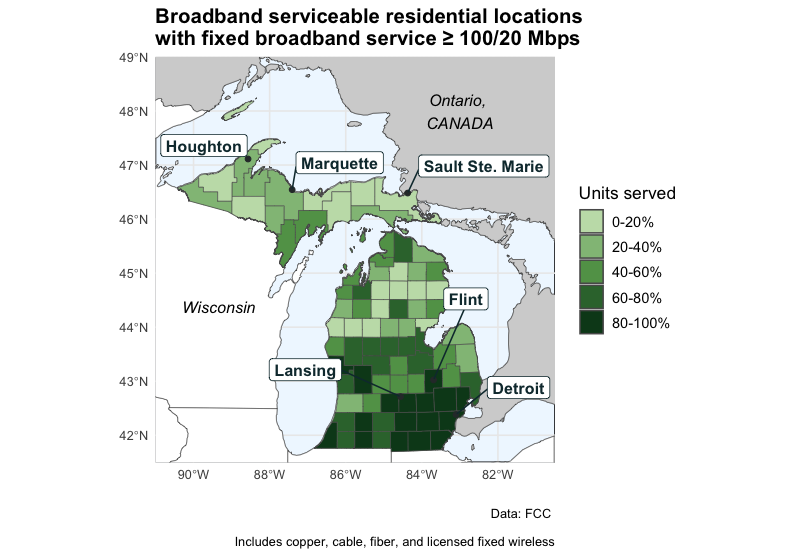 Broadband serviceable residential locations
with fixed broadband service ≥ 100/20 Mbps
49°N
48°N
47°N
46°N
45°N
44°N
43°N
42°N
90°W
88°W
86°W
84°W
82°W
Ontario,
CANADA
Houghton
Marquette
Sault Ste. Marie
Wisconsin
Flint
Lansing
Detroit
Units served
0-20%
20-40%
40-60%
60-80%
80-100%
Data: FCC
Includes copper, cable, fiber, and licensed fixed wireless